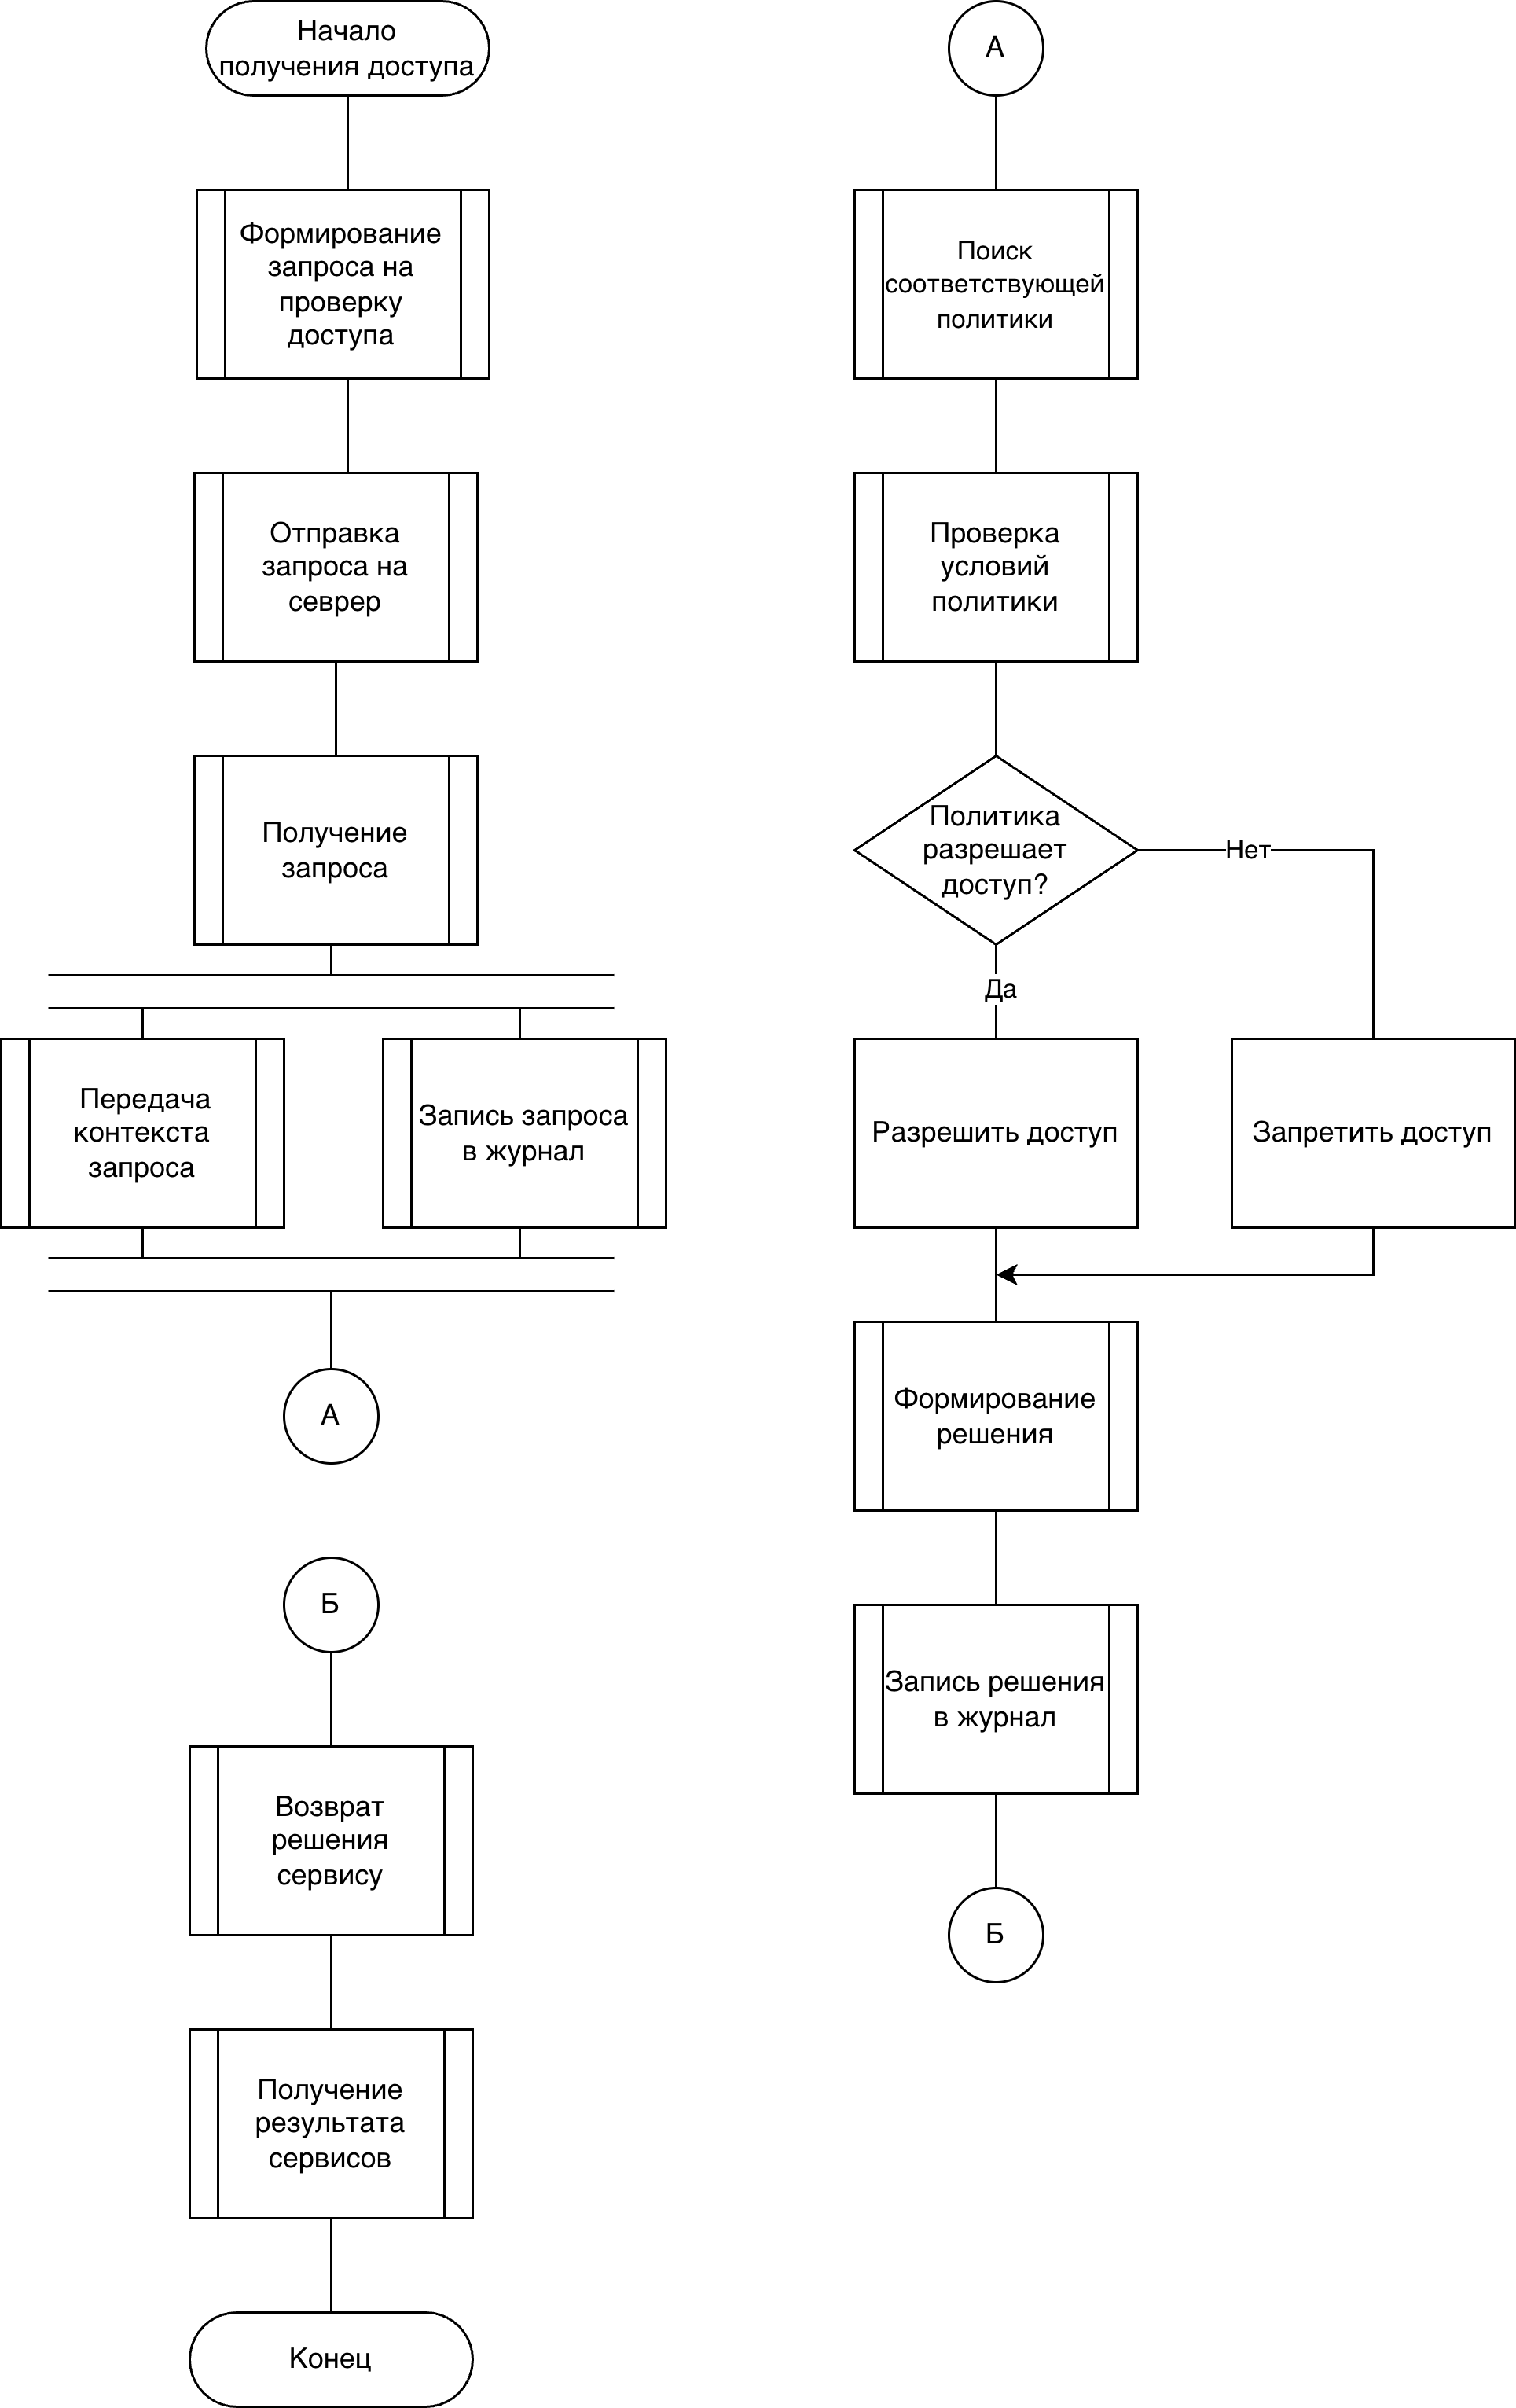 Начало
получения доступа
Формирование
запроса на
проверку
доступа
Отправка
запроса на
севрер
Получение
запроса
Передача
контекста
запроса
Запись запроса
в журнал
А
А
Поиск
соответствующей
политики
Проверка
условий
политики
Политика
разрешает
доступ?
Нет
Да
Разрешить доступ
Запретить доступ
Формирование
решения
Запись решения
в журнал
Б
Б
Возврат
решения
сервису
Получение
результата
сервисов
Конец